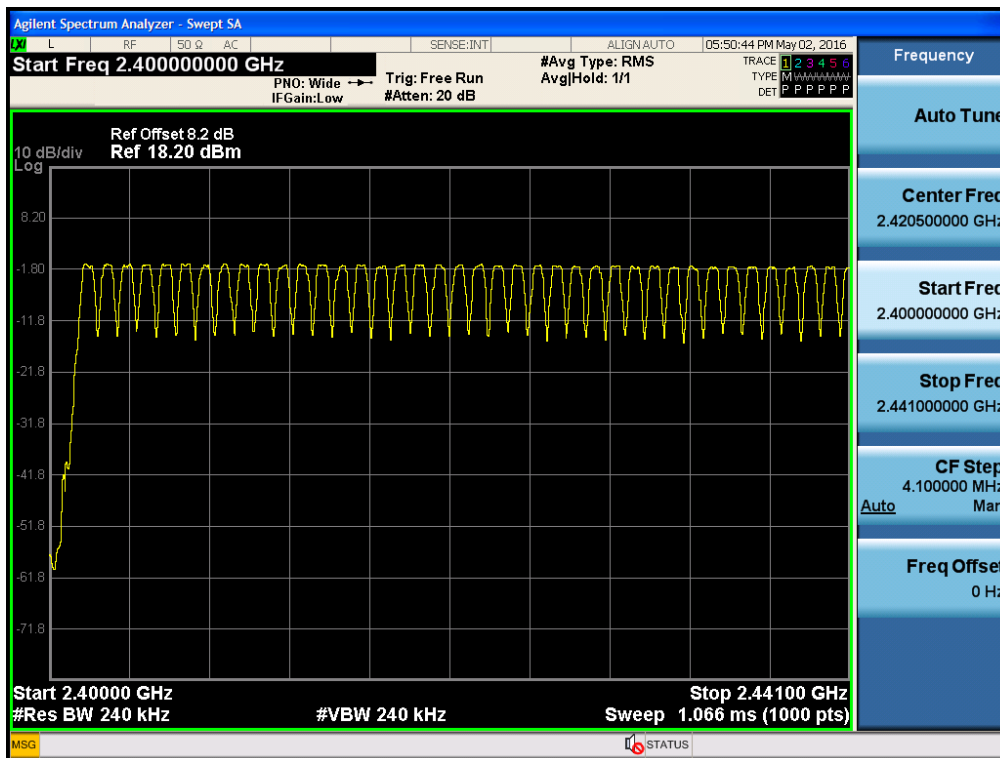 Agilent Spectrum Analyzer - Swept SA
LXI L RF 50 Ω AC SENSE:INT ALIGN AUTO 05:50:44 PM May 02, 2016
Start Freq 2.400000000 GHz
PNO: Wide
IFGain:Low
Trig: Free Run
#Atten: 20 dB
#Avg Type: RMS
Avg|Hold: 1/1
TRACE 1 2 3 4 5 6
TYPE M
DET P P P P P P
Ref Offset 8.2 dB
10 dB/div Ref 18.20 dBm
Log
8.20
-1.80
-11.8
-21.8
-31.8
-41.8
-51.8
-61.8
-71.8
Start 2.40000 GHz Stop 2.44100 GHz
#Res BW 240 kHz #VBW 240 kHz Sweep 1.066 ms (1000 pts)
MSG STATUS
Frequency
Auto Tune
Center Freq
2.420500000 GHz
Start Freq
2.400000000 GHz
Stop Freq
2.441000000 GHz
CF Step
4.100000 MHz
Auto Man
Freq Offset
0 Hz